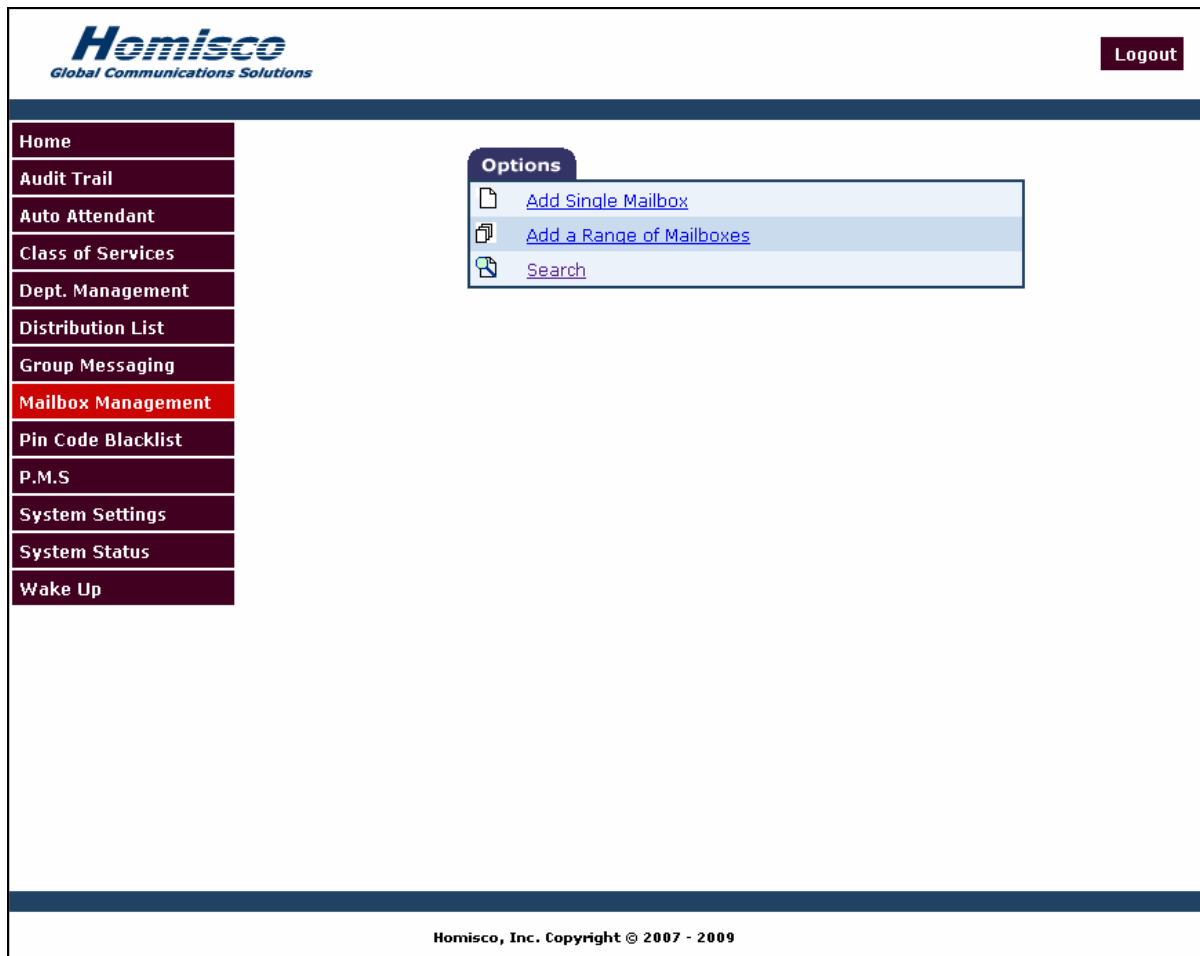 Homisco
Global Communications Solutions
Logout
Home
Audit Trail
Auto Attendant
Class of Services
Dept. Management
Distribution List
Group Messaging
Mailbox Management
Pin Code Blacklist
P.M.S
System Settings
System Status
Wake Up
Options
Add Single Mailbox
Add a Range of Mailboxes
Search
Homisco, Inc. Copyright © 2007 - 2009